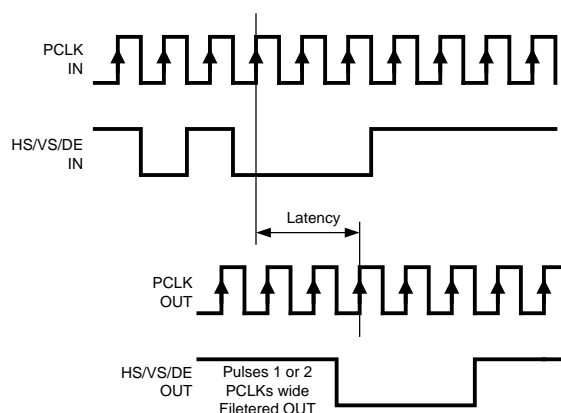 PCLK
IN
HS/VS/DE
IN
Latency
PCLK
OUT
HS/VS/DE
OUT
Pulses 1 or 2
PCLKs wide
Filetered OUT